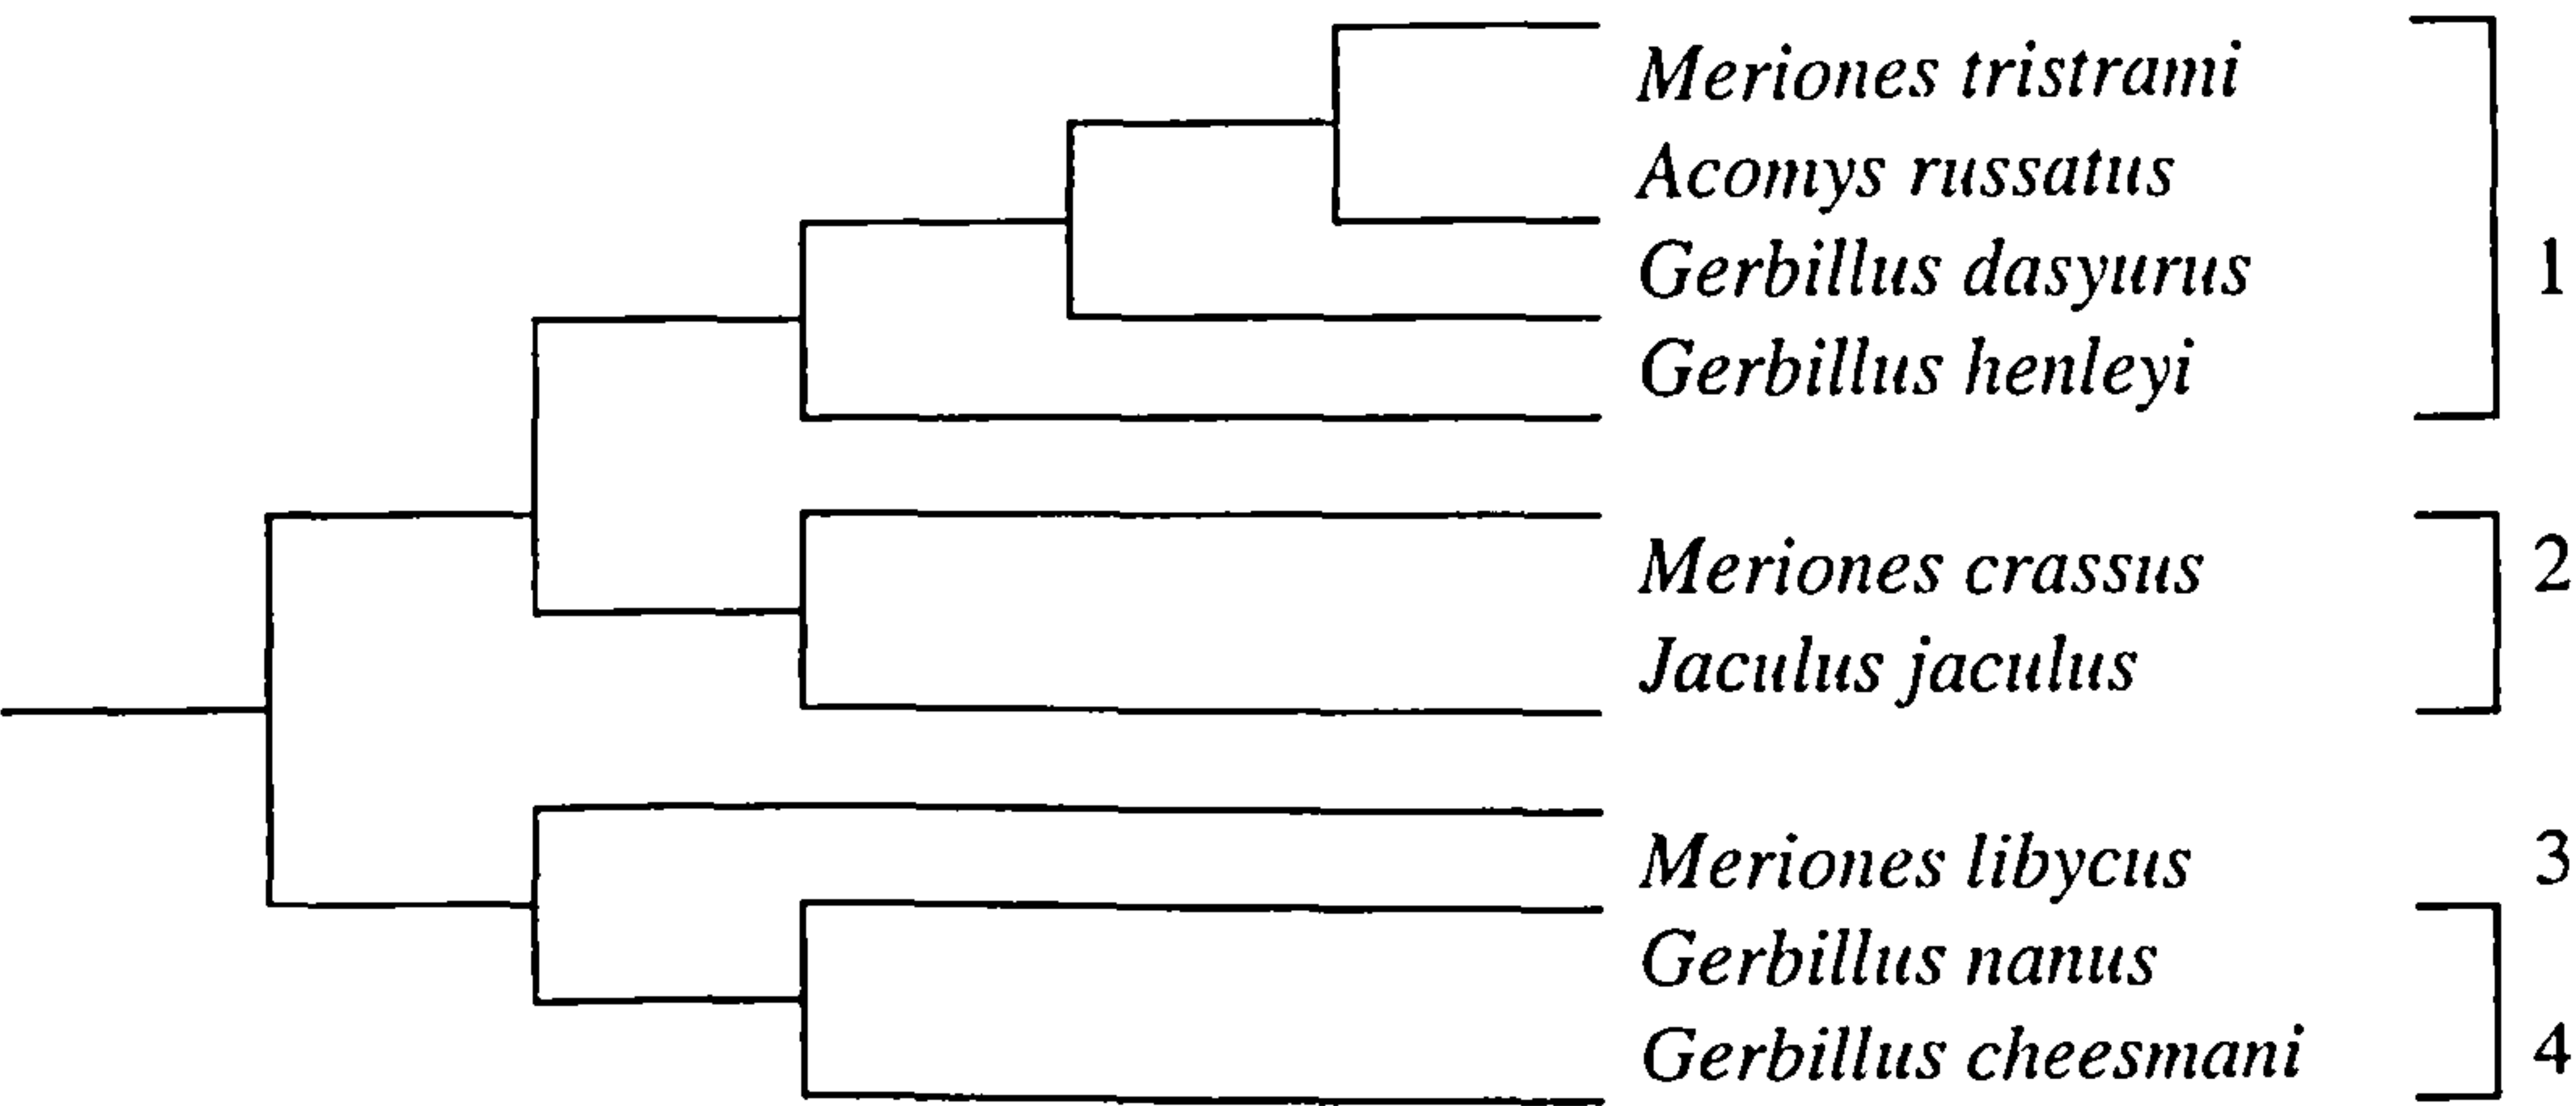 Meriones tristrami
Acomys russatus
Gerbillus dasyurus
1
Gerbillus henleyi
Meriones crassus
2
Jaculus jaculus
Meriones libycus
3
Gerbillus nanus
Gerbillus cheesmani
4